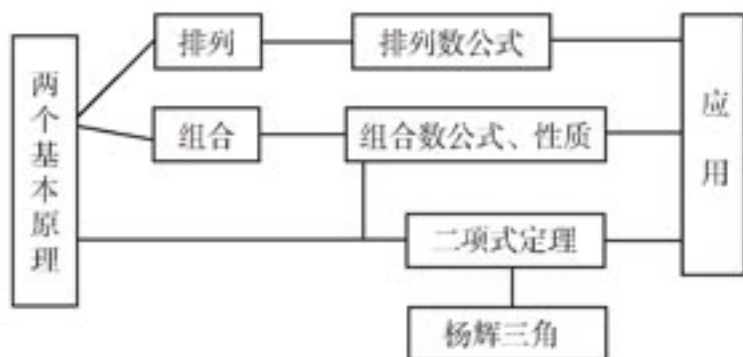 两个基本原理
排列
排列数公式
组合
组合数公式、性质
二项式定理
杨辉三角
应用